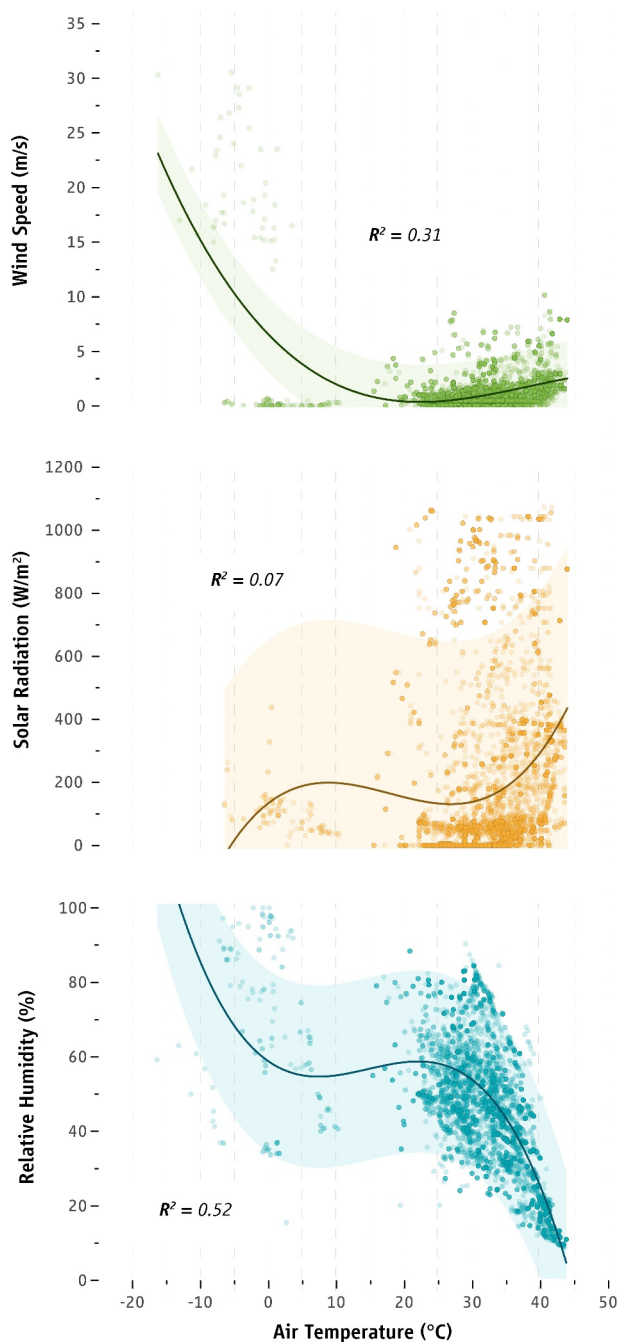 35
30
25
20
15
10
5
0
Wind Speed (m/s)
R² = 0.31
1200
1000
800
600
400
200
0
Solar Radiation (W/m²)
R² = 0.07
100
80
60
40
20
0
Relative Humidity (%)
R² = 0.52
-20 -10 0 10 20 30 40 50
Air Temperature (°C)